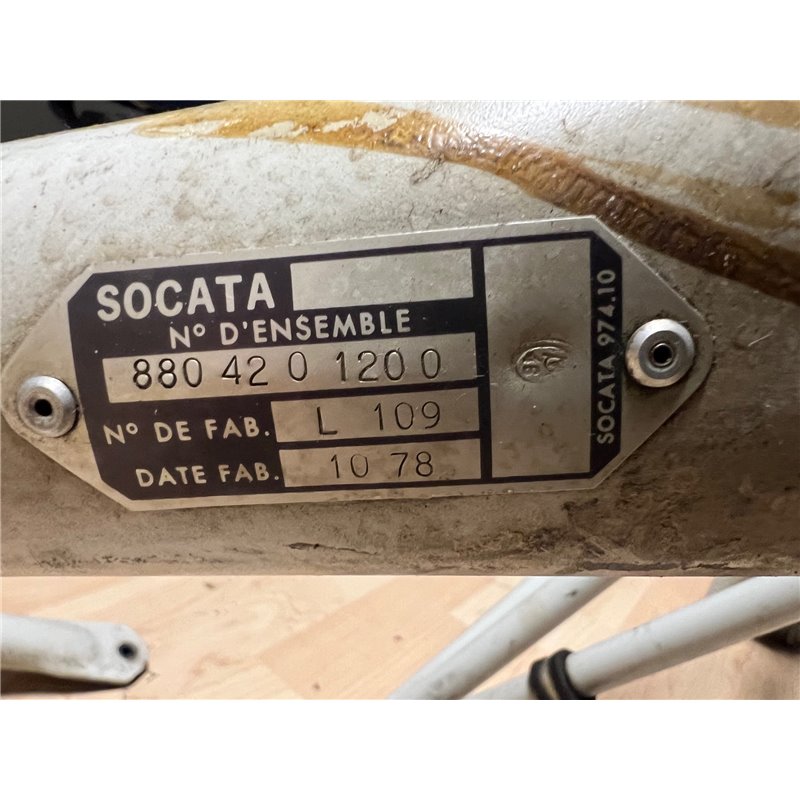 SOCATA
N° D'ENSEMBLE
880 42 0 120 0
N° DE FAB. L 109
DATE FAB. 10 78
SOCATA 974.10